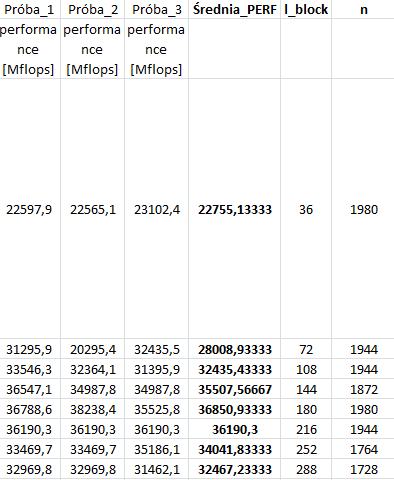 Próba_1 Próba_2 Próba_3 Średnia_PERF l_block n
performa performa performa
nce nce nce
[Mflops] [Mflops] [Mflops]
22597,9 22565,1 23102,4 22755,13333 36 1980
31295,9 20295,4 32435,5 28008,93333 72 1944
33546,3 32364,1 31395,9 32435,43333 108 1944
36547,1 34987,8 34987,8 35507,56667 144 1872
36788,6 38238,4 35525,8 36850,93333 180 1980
36190,3 36190,3 36190,3 36190,3 216 1944
33469,7 33469,7 35186,1 34041,83333 252 1764
32969,8 32969,8 31462,1 32467,23333 288 1728